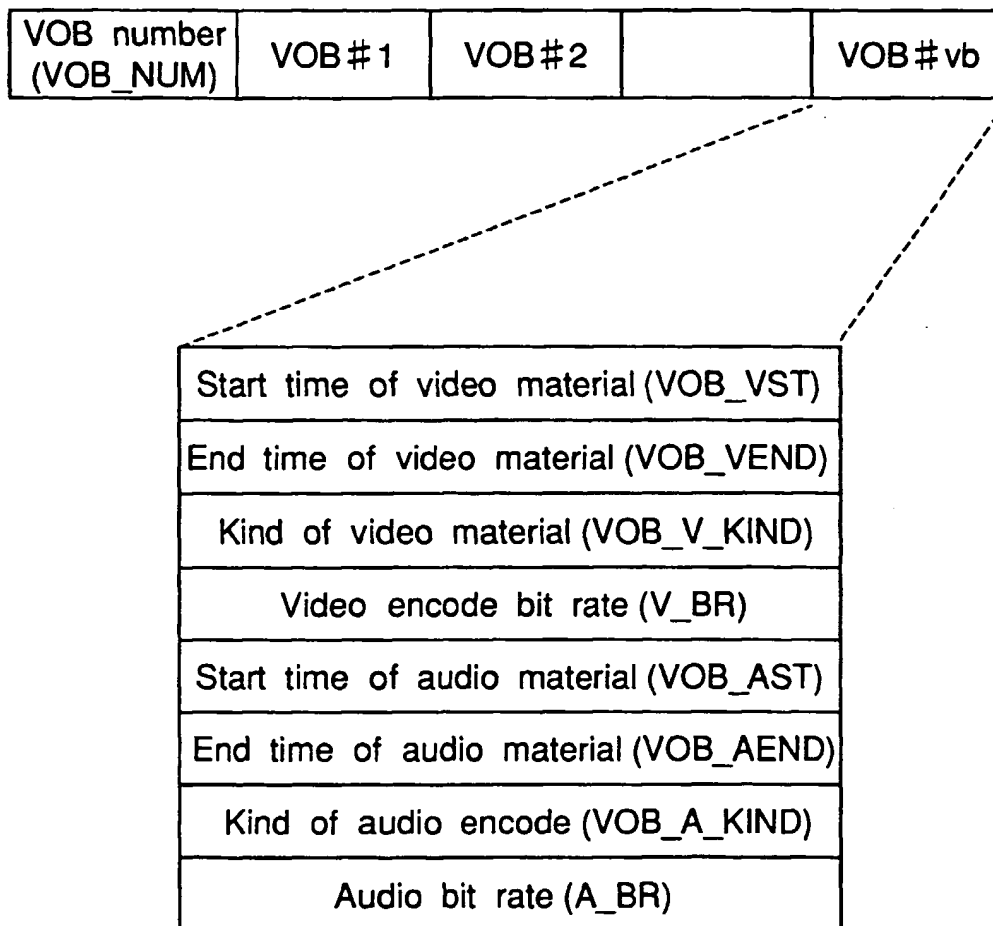 VOB number
(VOB_NUM)
VOB#1
VOB#2
VOB#vb
Start time of video material (VOB_VST)
End time of video material (VOB_VEND)
Kind of video material (VOB_V_KIND)
Video encode bit rate (V_BR)
Start time of audio material (VOB_AST)
End time of audio material (VOB_AEND)
Kind of audio encode (VOB_A_KIND)
Audio bit rate (A_BR)